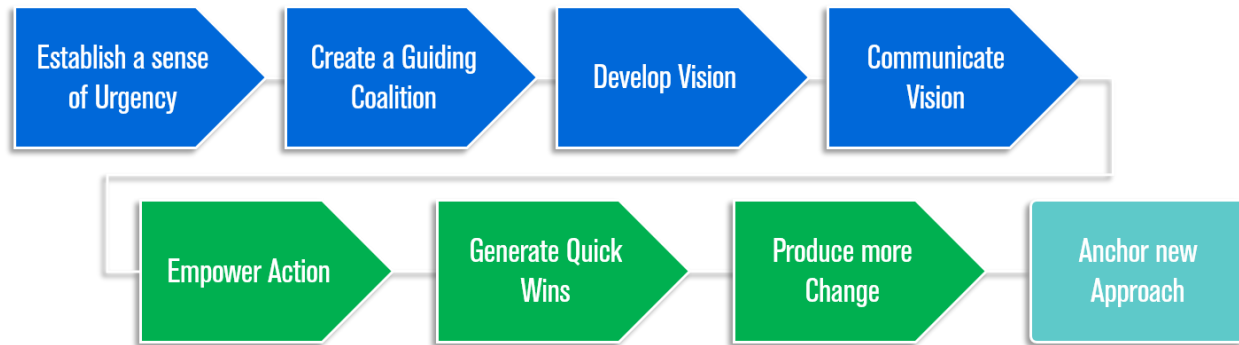 Establish a sense
of Urgency
Create a Guiding
Coalition
Develop Vision
Communicate
Vision
Empower Action
Generate Quick
Wins
Produce more
Change
Anchor new
Approach